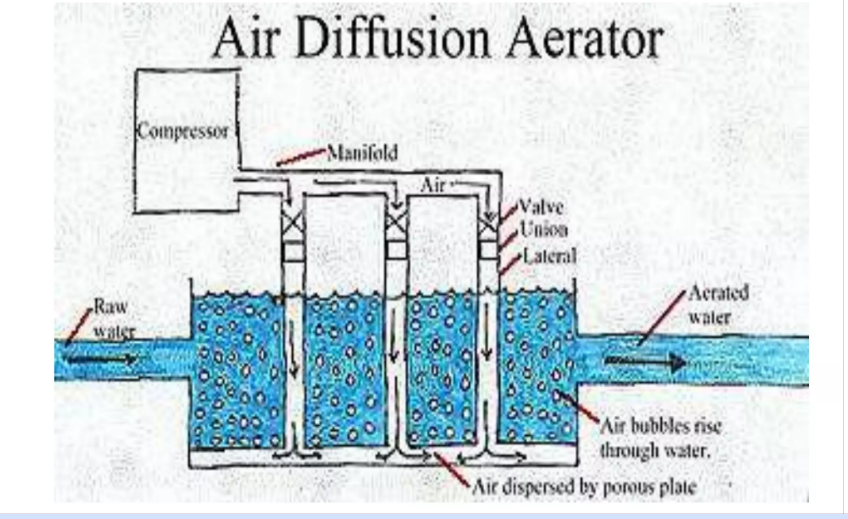 Air Diffusion Aerator
Compressor
Manifold
Air
Valve
Union
Lateral
Raw
water
Aerated
water
Air bubbles rise
through water.
Air dispersed by porous plate